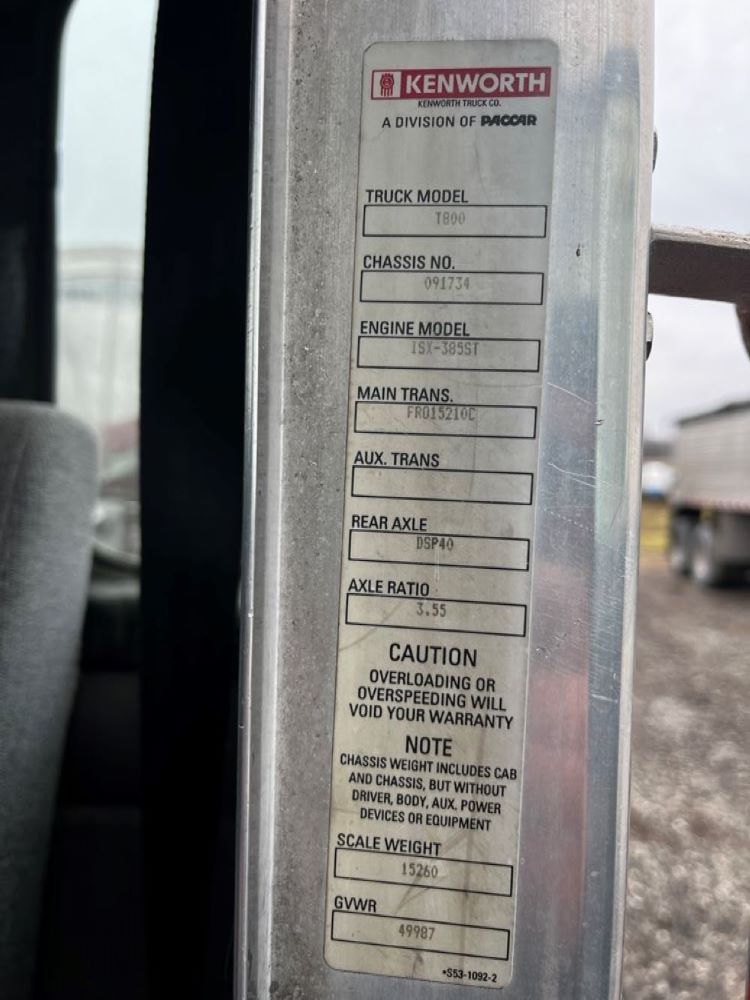 KENWORTH
KENWORTH TRUCK CO.
A DIVISION OF PACCAR
TRUCK MODEL
T800
CHASSIS NO.
091734
ENGINE MODEL
ISX-385ST
MAIN TRANS.
FRO15210C
AUX. TRANS
REAR AXLE
DSP40
AXLE RATIO
3.55
CAUTION
OVERLOADING OR
OVERSPEEDING WILL
VOID YOUR WARRANTY
NOTE
CHASSIS WEIGHT INCLUDES CAB
AND CHASSIS, BUT WITHOUT
DRIVER, BODY, AUX. POWER
DEVICES OR EQUIPMENT
SCALE WEIGHT
15260
GVWR
49987
*S53-1092-2